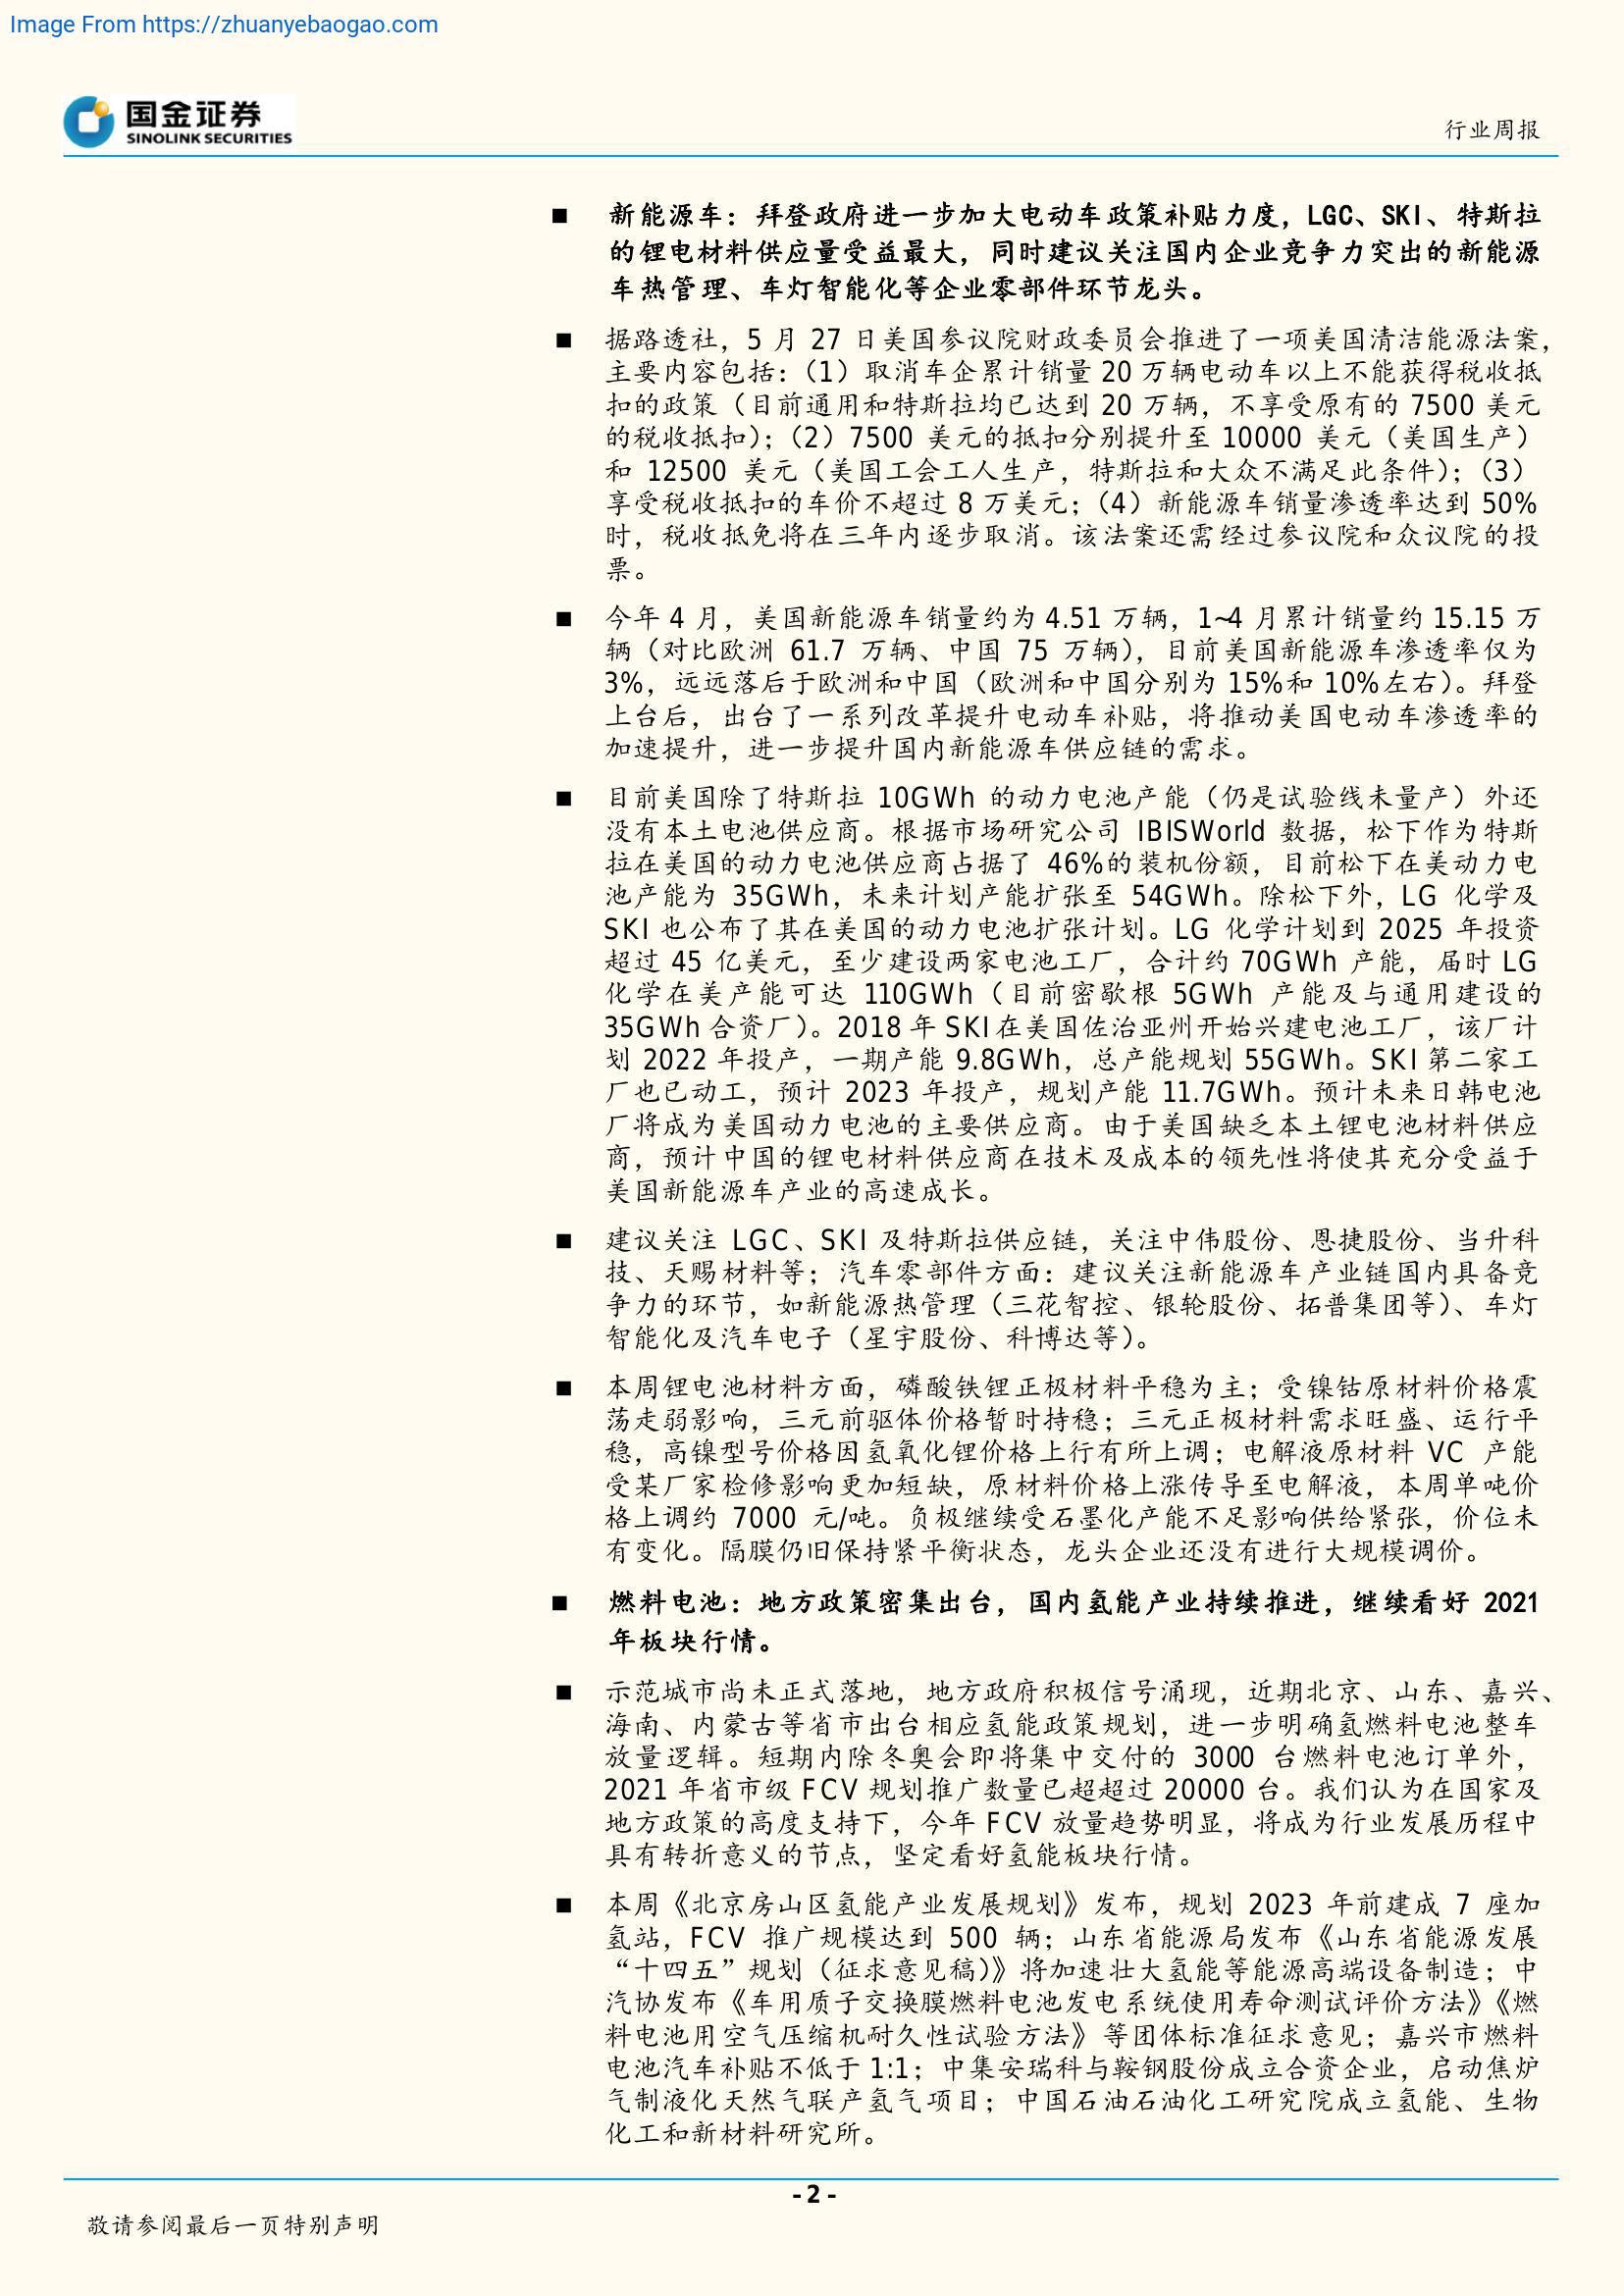 Image From https://zhuanyebaogao.com
国金证券
SINOLINK SECURITIES
行业周报
■ 新能源车：拜登政府进一步加大电动车政策补贴力度，LGC、SKI、特斯拉
的锂电材料供应量受益最大，同时建议关注国内企业竞争力突出的新能源
车热管理、车灯智能化等企业零部件环节龙头。
■ 据路透社，5 月 27 日美国参议院财政委员会推进了一项美国清洁能源法案，
主要内容包括：（1）取消车企累计销量 20 万辆电动车以上不能获得税收抵
扣的政策（目前通用和特斯拉均已达到 20 万辆，不享受原有的 7500 美元
的税收抵扣）；（2）7500 美元的抵扣分别提升至 10000 美元（美国生产）
和 12500 美元（美国工会工人生产，特斯拉和大众不满足此条件）；（3）
享受税收抵扣的车价不超过 8 万美元；（4）新能源车销量渗透率达到 50%
时，税收抵免将在三年内逐步取消。该法案还需经过参议院和众议院的投
票。
■ 今年 4 月，美国新能源车销量约为 4.51 万辆，1~4 月累计销量约 15.15 万
辆（对比欧洲 61.7 万辆、中国 75 万辆），目前美国新能源车渗透率仅为
3%，远远落后于欧洲和中国（欧洲和中国分别为 15%和 10%左右）。拜登
上台后，出台了一系列改革提升电动车补贴，将推动美国电动车渗透率的
加速提升，进一步提升国内新能源车供应链的需求。
■ 目前美国除了特斯拉 10GWh 的动力电池产能（仍是试验线未量产）外还
没有本土电池供应商。根据市场研究公司 IBISWorld 数据，松下作为特斯
拉在美国的动力电池供应商占据了 46%的装机份额，目前松下在美动力电
池产能为 35GWh，未来计划产能扩张至 54GWh。除松下外，LG 化学及
SKI 也公布了其在美国的动力电池扩张计划。LG 化学计划到 2025 年投资
超过 45 亿美元，至少建设两家电池工厂，合计约 70GWh 产能，届时 LG
化学在美产能可达 110GWh（目前密歇根 5GWh 产能及与通用建设的
35GWh 合资厂）。2018 年 SKI 在美国佐治亚州开始兴建电池工厂，该厂计
划 2022 年投产，一期产能 9.8GWh，总产能规划 55GWh。SKI 第二家工
厂也已动工，预计 2023 年投产，规划产能 11.7GWh。预计未来日韩电池
厂将成为美国动力电池的主要供应商。由于美国缺乏本土锂电池材料供应
商，预计中国的锂电材料供应商在技术及成本的领先性将使其充分受益于
美国新能源车产业的高速成长。
■ 建议关注 LGC、SKI 及特斯拉供应链，关注中伟股份、恩捷股份、当升科
技、天赐材料等；汽车零部件方面：建议关注新能源车产业链国内具备竞
争力的环节，如新能源热管理（三花智控、银轮股份、拓普集团等）、车灯
智能化及汽车电子（星宇股份、科博达等）。
■ 本周锂电池材料方面，磷酸铁锂正极材料平稳为主；受镍钴原材料价格震
荡走弱影响，三元前驱体价格暂时持稳；三元正极材料需求旺盛、运行平
稳，高镍型号价格因氢氧化锂价格上行有所上调；电解液原材料 VC 产能
受某厂家检修影响更加短缺，原材料价格上涨传导至电解液，本周单吨价
格上调约 7000 元/吨。负极继续受石墨化产能不足影响供给紧张，价位未
有变化。隔膜仍旧保持紧平衡状态，龙头企业还没有进行大规模调价。
■ 燃料电池：地方政策密集出台，国内氢能产业持续推进，继续看好 2021
年板块行情。
■ 示范城市尚未正式落地，地方政府积极信号涌现，近期北京、山东、嘉兴、
海南、内蒙古等省市出台相应氢能政策规划，进一步明确氢燃料电池整车
放量逻辑。短期内除冬奥会即将集中交付的 3000 台燃料电池订单外，
2021 年省市级 FCV 规划推广数量已超超过 20000 台。我们认为在国家及
地方政策的高度支持下，今年 FCV 放量趋势明显，将成为行业发展历程中
具有转折意义的节点，坚定看好氢能板块行情。
■ 本周《北京房山区氢能产业发展规划》发布，规划 2023 年前建成 7 座加
氢站，FCV 推广规模达到 500 辆；山东省能源局发布《山东省能源发展
“十四五”规划（征求意见稿）》将加速壮大氢能等能源高端设备制造；中
汽协发布《车用质子交换膜燃料电池发电系统使用寿命测试评价方法》《燃
料电池用空气压缩机耐久性试验方法》等团体标准征求意见；嘉兴市燃料
电池汽车补贴不低于 1:1；中集安瑞科与鞍钢股份成立合资企业，启动焦炉
气制液化天然气联产氢气项目；中国石油石油化工研究院成立氢能、生物
化工和新材料研究所。
- 2 -
敬请参阅最后一页特别声明